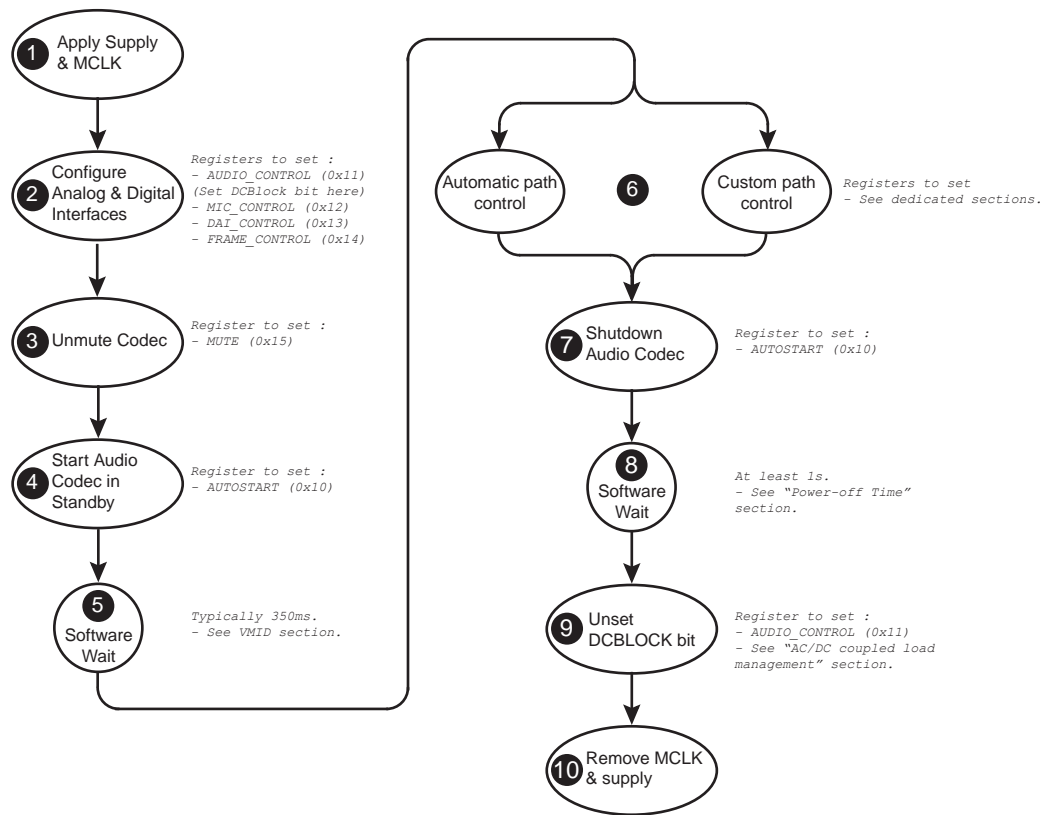 1
Apply Supply
& MCLK
2
Configure
Analog & Digital
Interfaces
Registers to set :
- AUDIO_CONTROL (0x11)
(Set DCBlock bit here)
- MIC_CONTROL (0x12)
- DAI_CONTROL (0x13)
- FRAME_CONTROL (0x14)
3
Unmute Codec
Register to set :
- MUTE (0x15)
4
Start Audio
Codec in
Standby
Register to set :
- AUTOSTART (0x10)
5
Software
Wait
Typically 350ms.
- See VMID section.
Automatic path
control
6
Custom path
control
Registers to set
- See dedicated sections.
7
Shutdown
Audio Codec
Register to set :
- AUTOSTART (0x10)
8
Software
Wait
At least 1s.
- See “Power-off Time”
section.
9
Unset
DCBLOCK bit
Register to set :
- AUDIO_CONTROL (0x11)
- See “AC/DC coupled load
management” section.
10
Remove MCLK
& supply